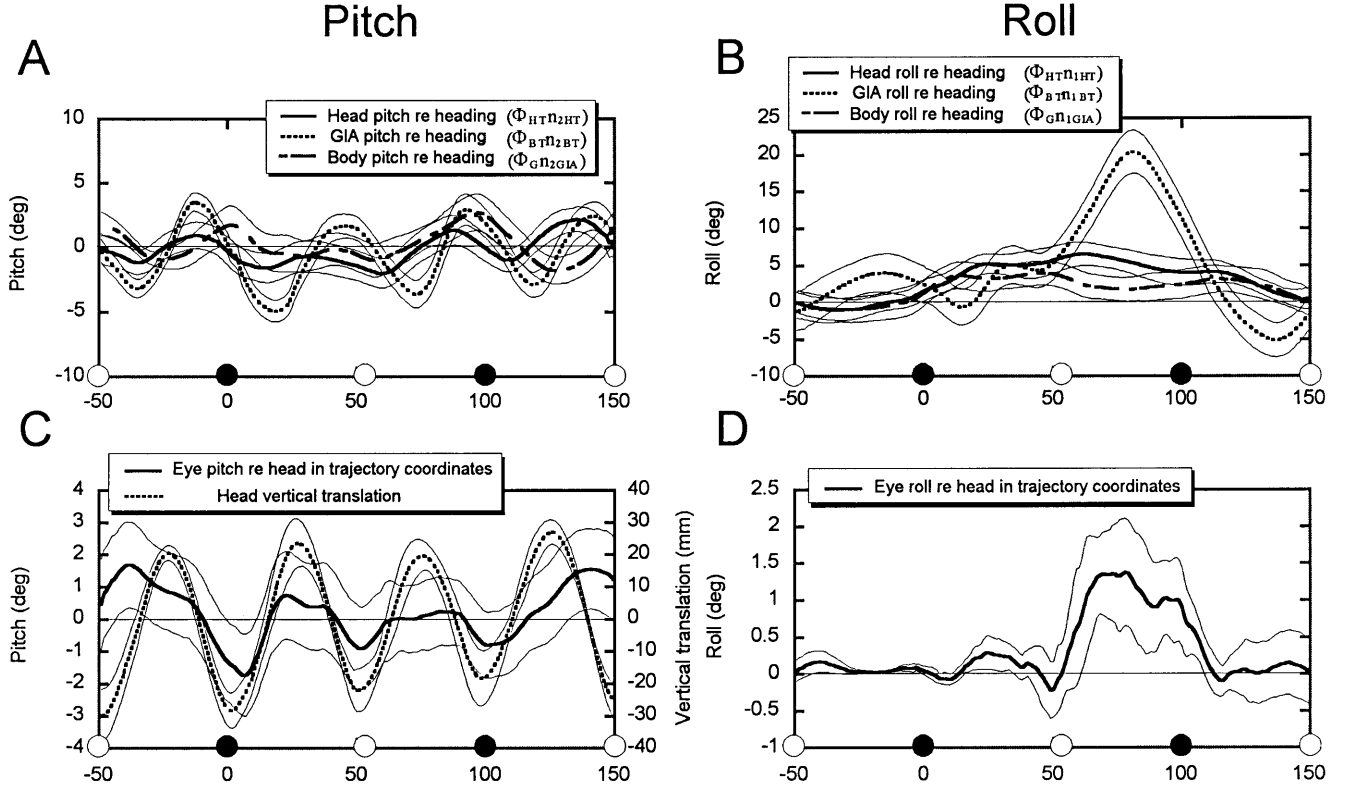 Pitch
Roll
A
Head pitch re heading (ΦHTn2HT)
GIA pitch re heading (ΦBTn2BT)
Body pitch re heading (ΦGn2GIA)
10
5
0
-5
-10
Pitch (deg)
-50 0 50 100 150
B
Head roll re heading (ΦHTn1HT)
GIA roll re heading (ΦBTn1BT)
Body roll re heading (ΦGn1GIA)
25
20
15
10
5
0
-5
-10
Roll (deg)
-50 0 50 100 150
C
Eye pitch re head in trajectory coordinates
Head vertical translation
4
3
2
1
0
-1
-2
-3
-4
Pitch (deg)
40
30
20
10
0
-10
-20
-30
-40
Vertical translation (mm)
-50 0 50 100 150
D
Eye roll re head in trajectory coordinates
2.5
2
1.5
1
0.5
0
-0.5
-1
Roll (deg)
-50 0 50 100 150